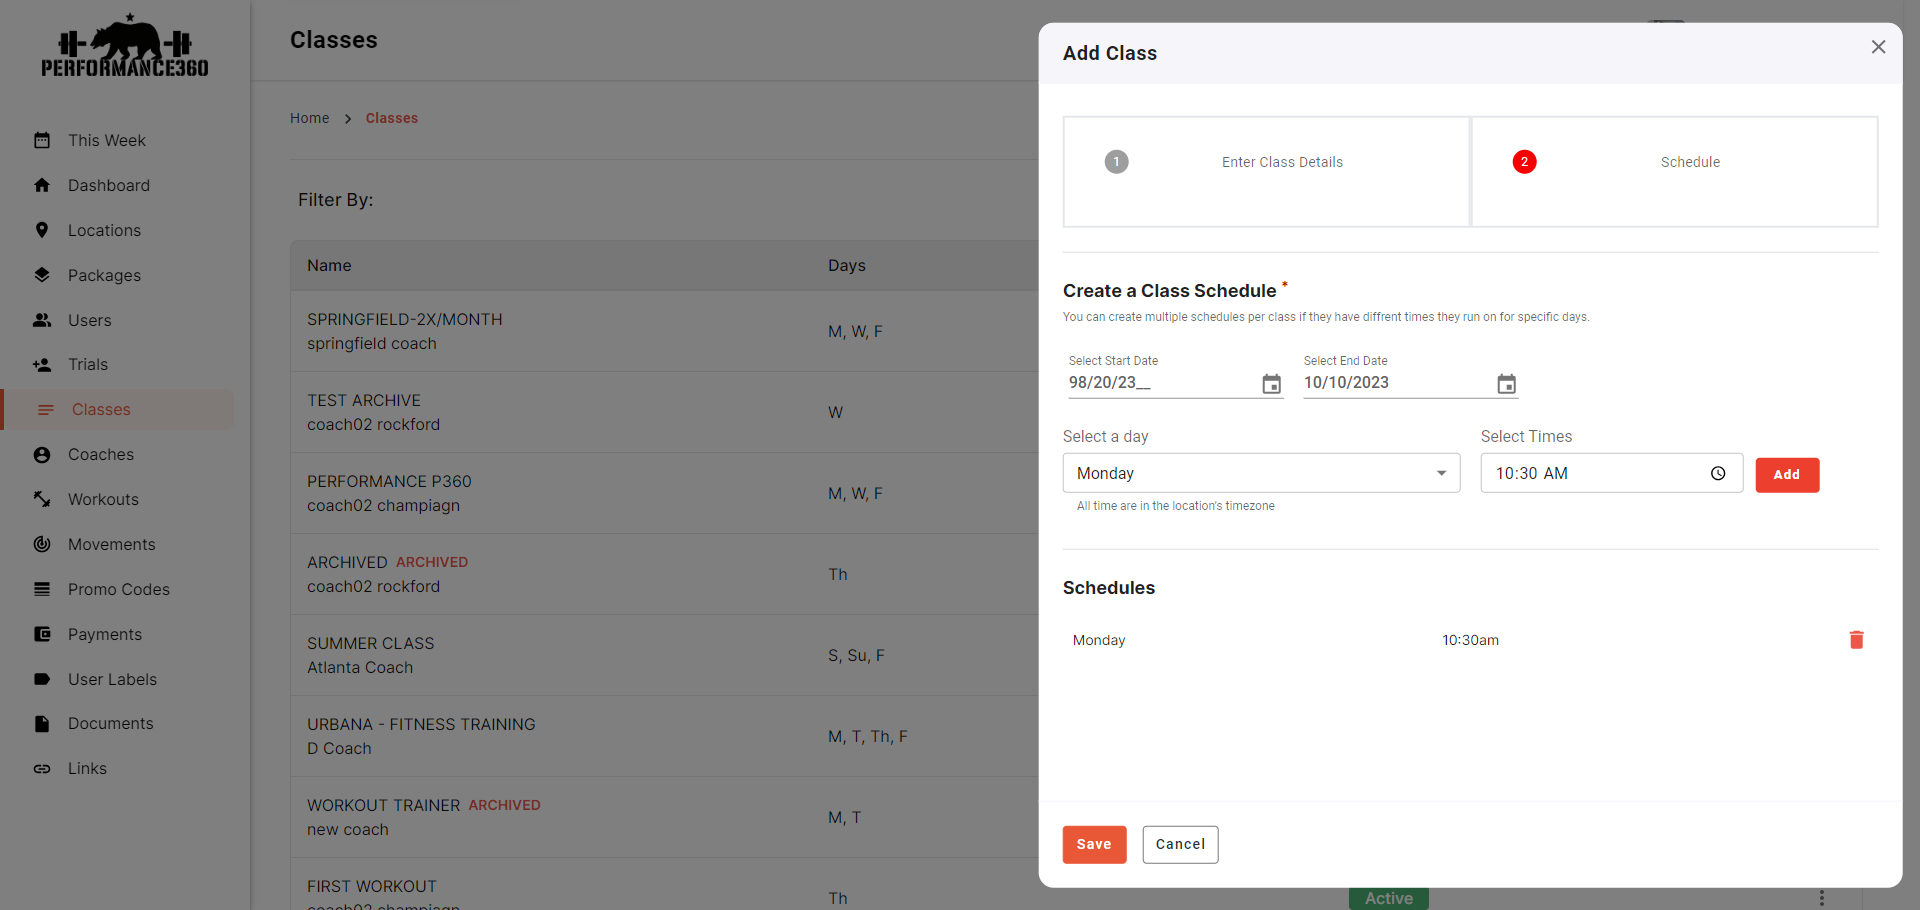 PERFORMANCE360
This Week
Dashboard
Locations
Packages
Users
Trials
Classes
Coaches
Workouts
Movements
Promo Codes
Payments
User Labels
Documents
Links
Classes
Home > Classes
Filter By:
Name Days
SPRINGFIELD-2X/MONTH
springfield coach
M, W, F
TEST ARCHIVE
coach02 rockford
W
PERFORMANCE P360
coach02 champiagn
M, W, F
ARCHIVED ARCHIVED
coach02 rockford
Th
SUMMER CLASS
Atlanta Coach
S, Su, F
URBANA - FITNESS TRAINING
D Coach
M, T, Th, F
WORKOUT TRAINER ARCHIVED
new coach
M, T
FIRST WORKOUT
coach02 champiagn
Th
Active
Add Class
1 Enter Class Details
2 Schedule
Create a Class Schedule *
You can create multiple schedules per class if they have diffrent times they run on for specific days.
Select Start Date
98/20/23__
Select End Date
10/10/2023
Select a day
Monday
All time are in the location's timezone
Select Times
10:30 AM
Add
Schedules
Monday 10:30am
Save Cancel